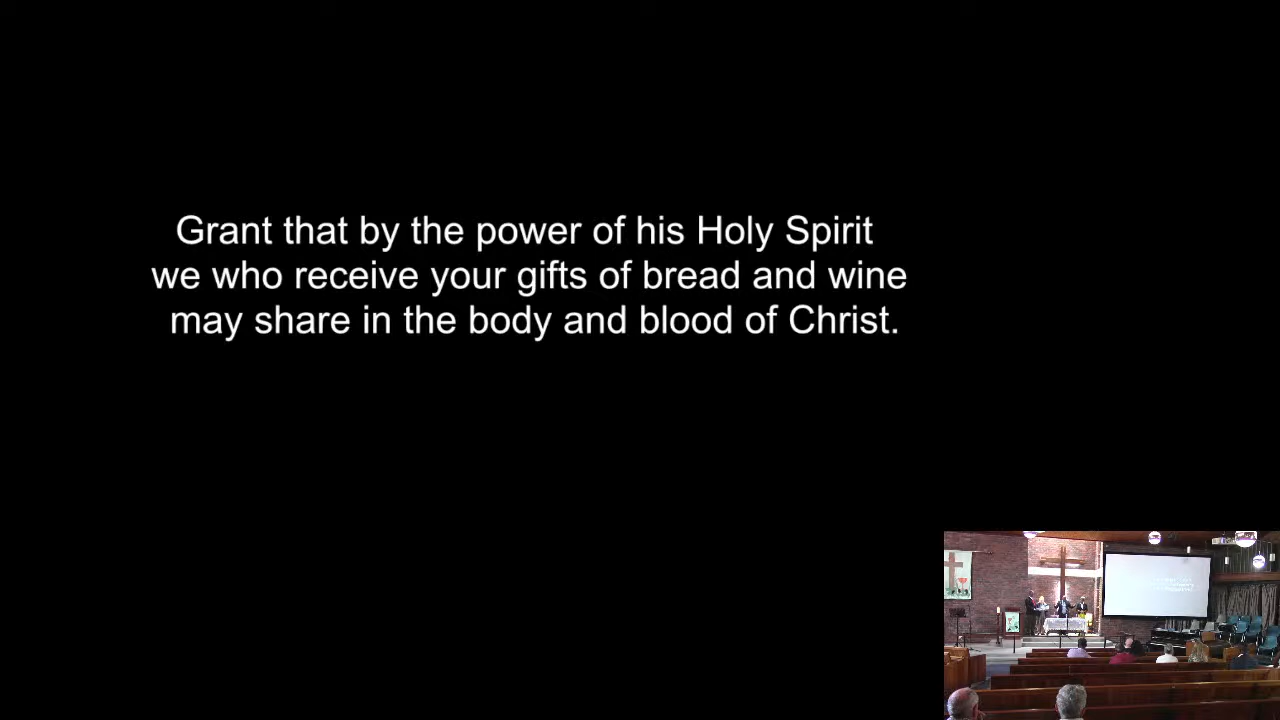 Grant that by the power of his Holy Spirit
we who receive your gifts of bread and wine
may share in the body and blood of Christ.